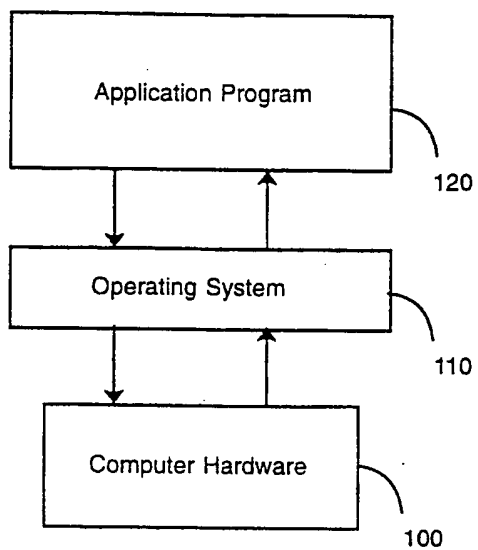 Application Program
120
Operating System
110
Computer Hardware
100